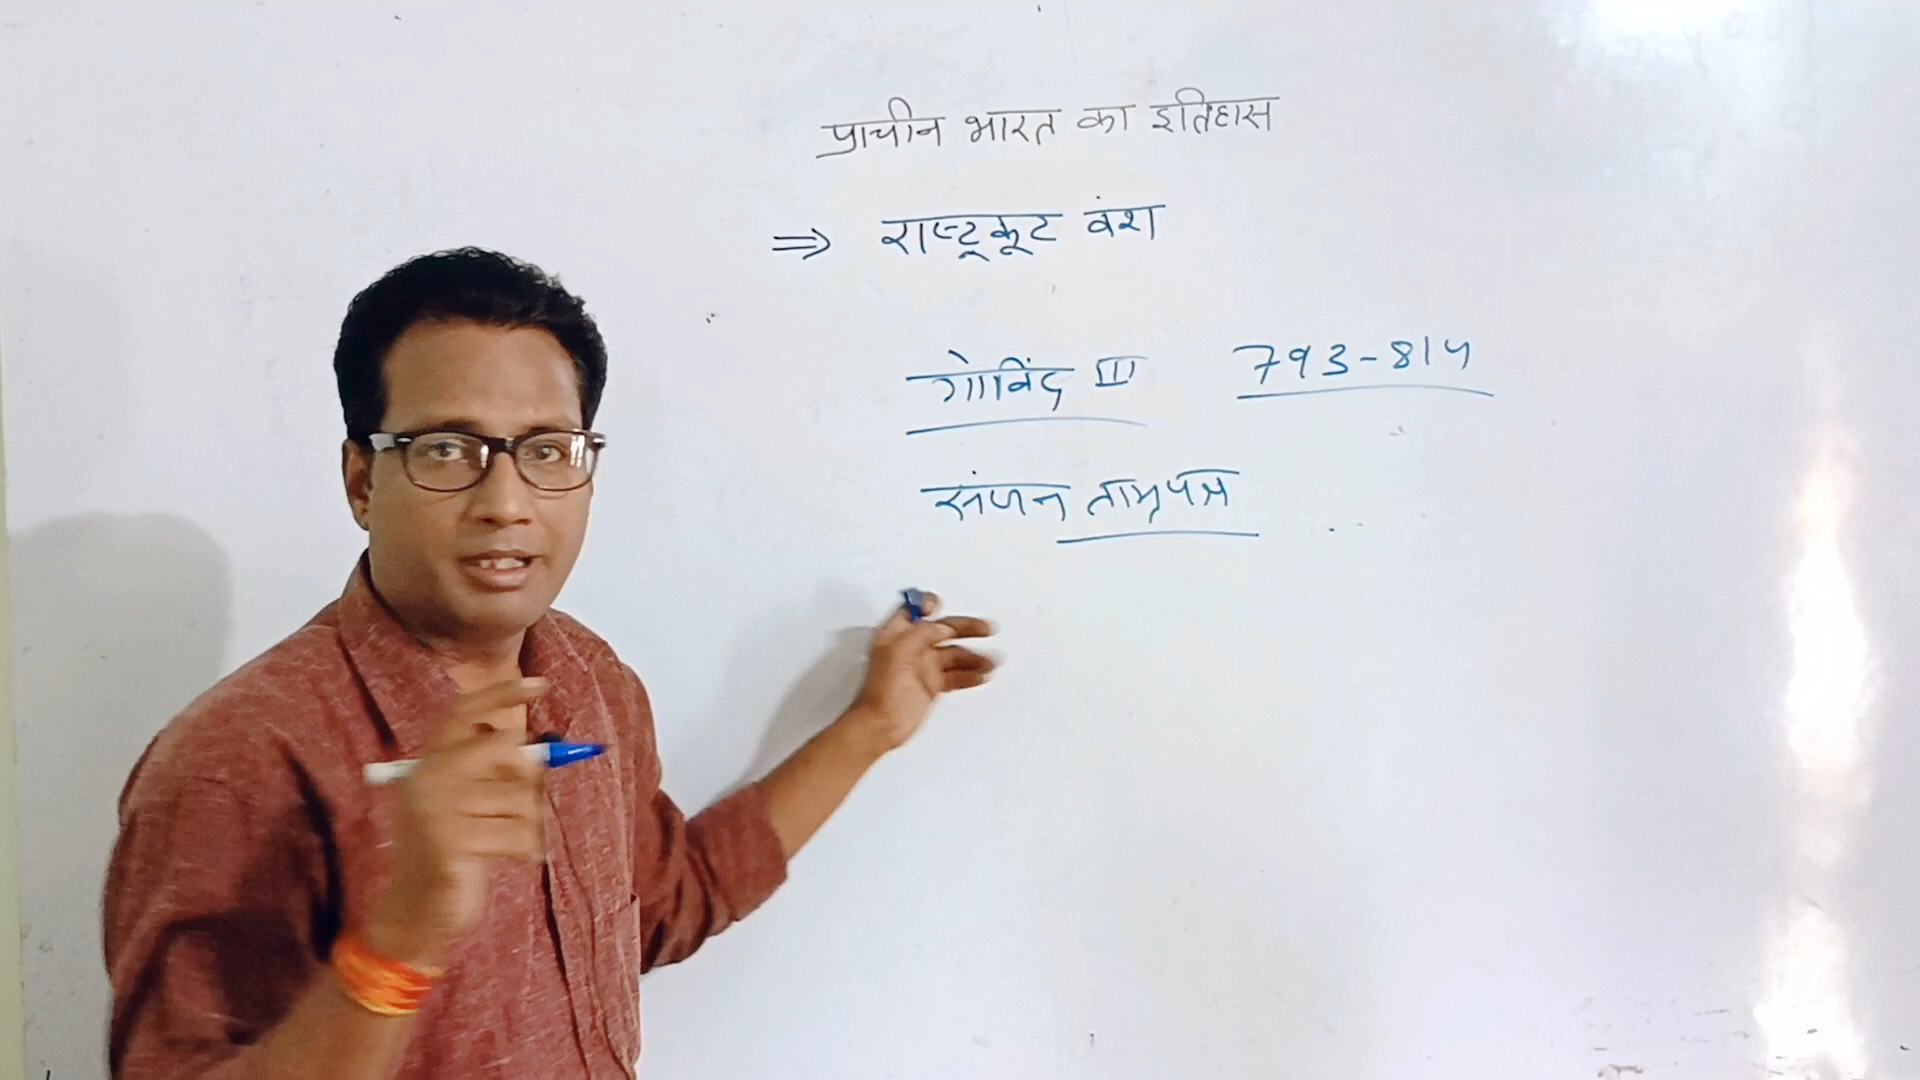 प्राचीन भारत का इतिहास
⇒ राष्ट्रकूट वंश
गोविंद III 793-814
संजन ताम्रपत्र